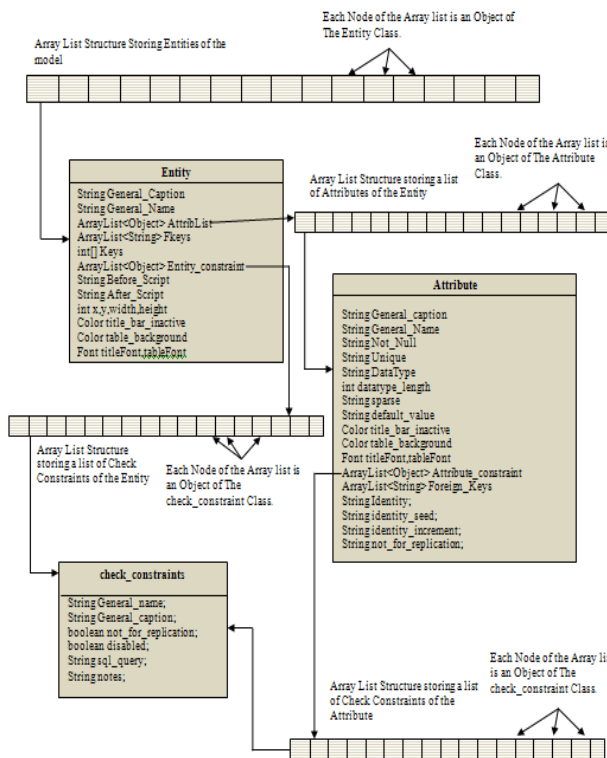 Each Node of the Array list is an Object of
The Entity Class.
Array List Structure Storing Entities of the
model
Each Node of the Array list is
an Object of The Attribute
Class.
Array List Structure storing a list
of Attributes of the Entity
Entity
String General_Caption
String General_Name
ArrayList<Object> AttribList
ArrayList<String> Fkeys
int[] Keys
ArrayList<Object> Entity_constraint
String Before_Script
String After_Script
int x,y,width,height
Color title_bar_inactive
Color table_background
Font titleFont,tableFont
Attribute
String General_caption
String General_Name
String Not_Null
String Unique
String DataType
int datatype_length
String sparse
String default_value
Color title_bar_inactive
Color table_background
Font titleFont,tableFont
ArrayList<Object> Attribute_constraint
ArrayList<String> Foreign_Keys
String Identity;
String identity_seed;
String identity_increment;
String not_for_replication;
Array List Structure
storing a list of Check
Constraints of the Entity
Each Node of the Array list is
an Object of The
check_constraint Class.
check_constraints
String General_name;
String General_caption;
boolean not_for_replication;
boolean disabled;
String sql_query;
String notes;
Array List Structure storing a list
of Check Constraints of the
Attribute
Each Node of the Array li
is an Object of The
check_constraint Class.